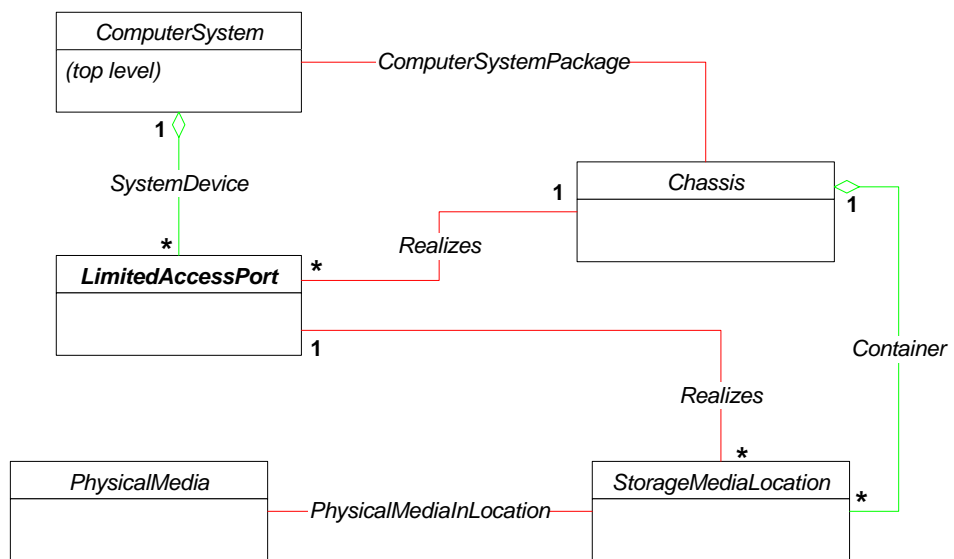 ComputerSystem
(top level)
ComputerSystemPackage
1
SystemDevice
*
Chassis
1
1
Realizes
*
LimitedAccessPort
1
Container
Realizes
*
PhysicalMedia
PhysicalMediaInLocation
StorageMediaLocation
*